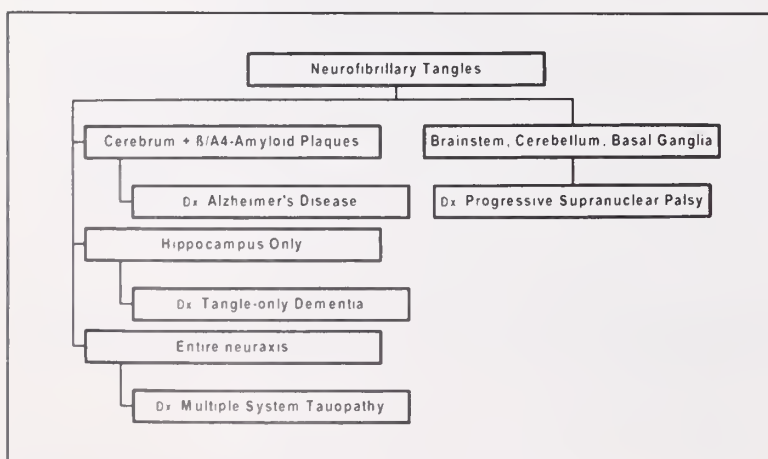 Neurofibrillary Tangles
Cerebrum + ß/A4-Amyloid Plaques
Dx Alzheimer's Disease
Hippocampus Only
Dx Tangle-only Dementia
Entire neuraxis
Dx Multiple System Tauopathy
Brainstem, Cerebellum, Basal Ganglia
Dx Progressive Supranuclear Palsy